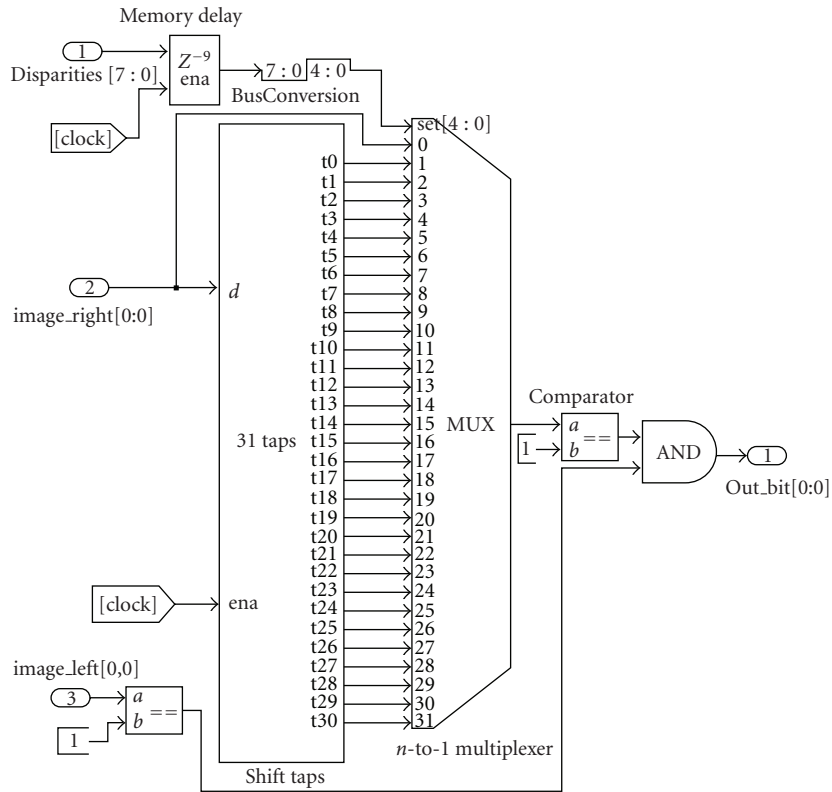 Memory delay
1
Z−9
ena
Disparities [7 : 0]
7 : 0
4 : 0
BusConversion
[clock]
set[4 : 0]
0
t0 1
t1 2
t2 3
t3 4
t4 5
t5 6
t6 7
t7 8
t8 9
t9 10
t10 11
t11 12
t12 13
t13 14
t14 15
t15 16
t16 17
t17 18
t18 19
t19 20
t20 21
t21 22
t22 23
t23 24
t24 25
t25 26
t26 27
t27 28
t28 29
t29 30
t30 31
2
d
image_right[0:0]
31 taps
MUX
Comparator
a
b
==
1
AND
1
Out_bit[0:0]
[clock]
ena
image_left[0,0]
3
a
b
==
1
Shift taps
n-to-1 multiplexer